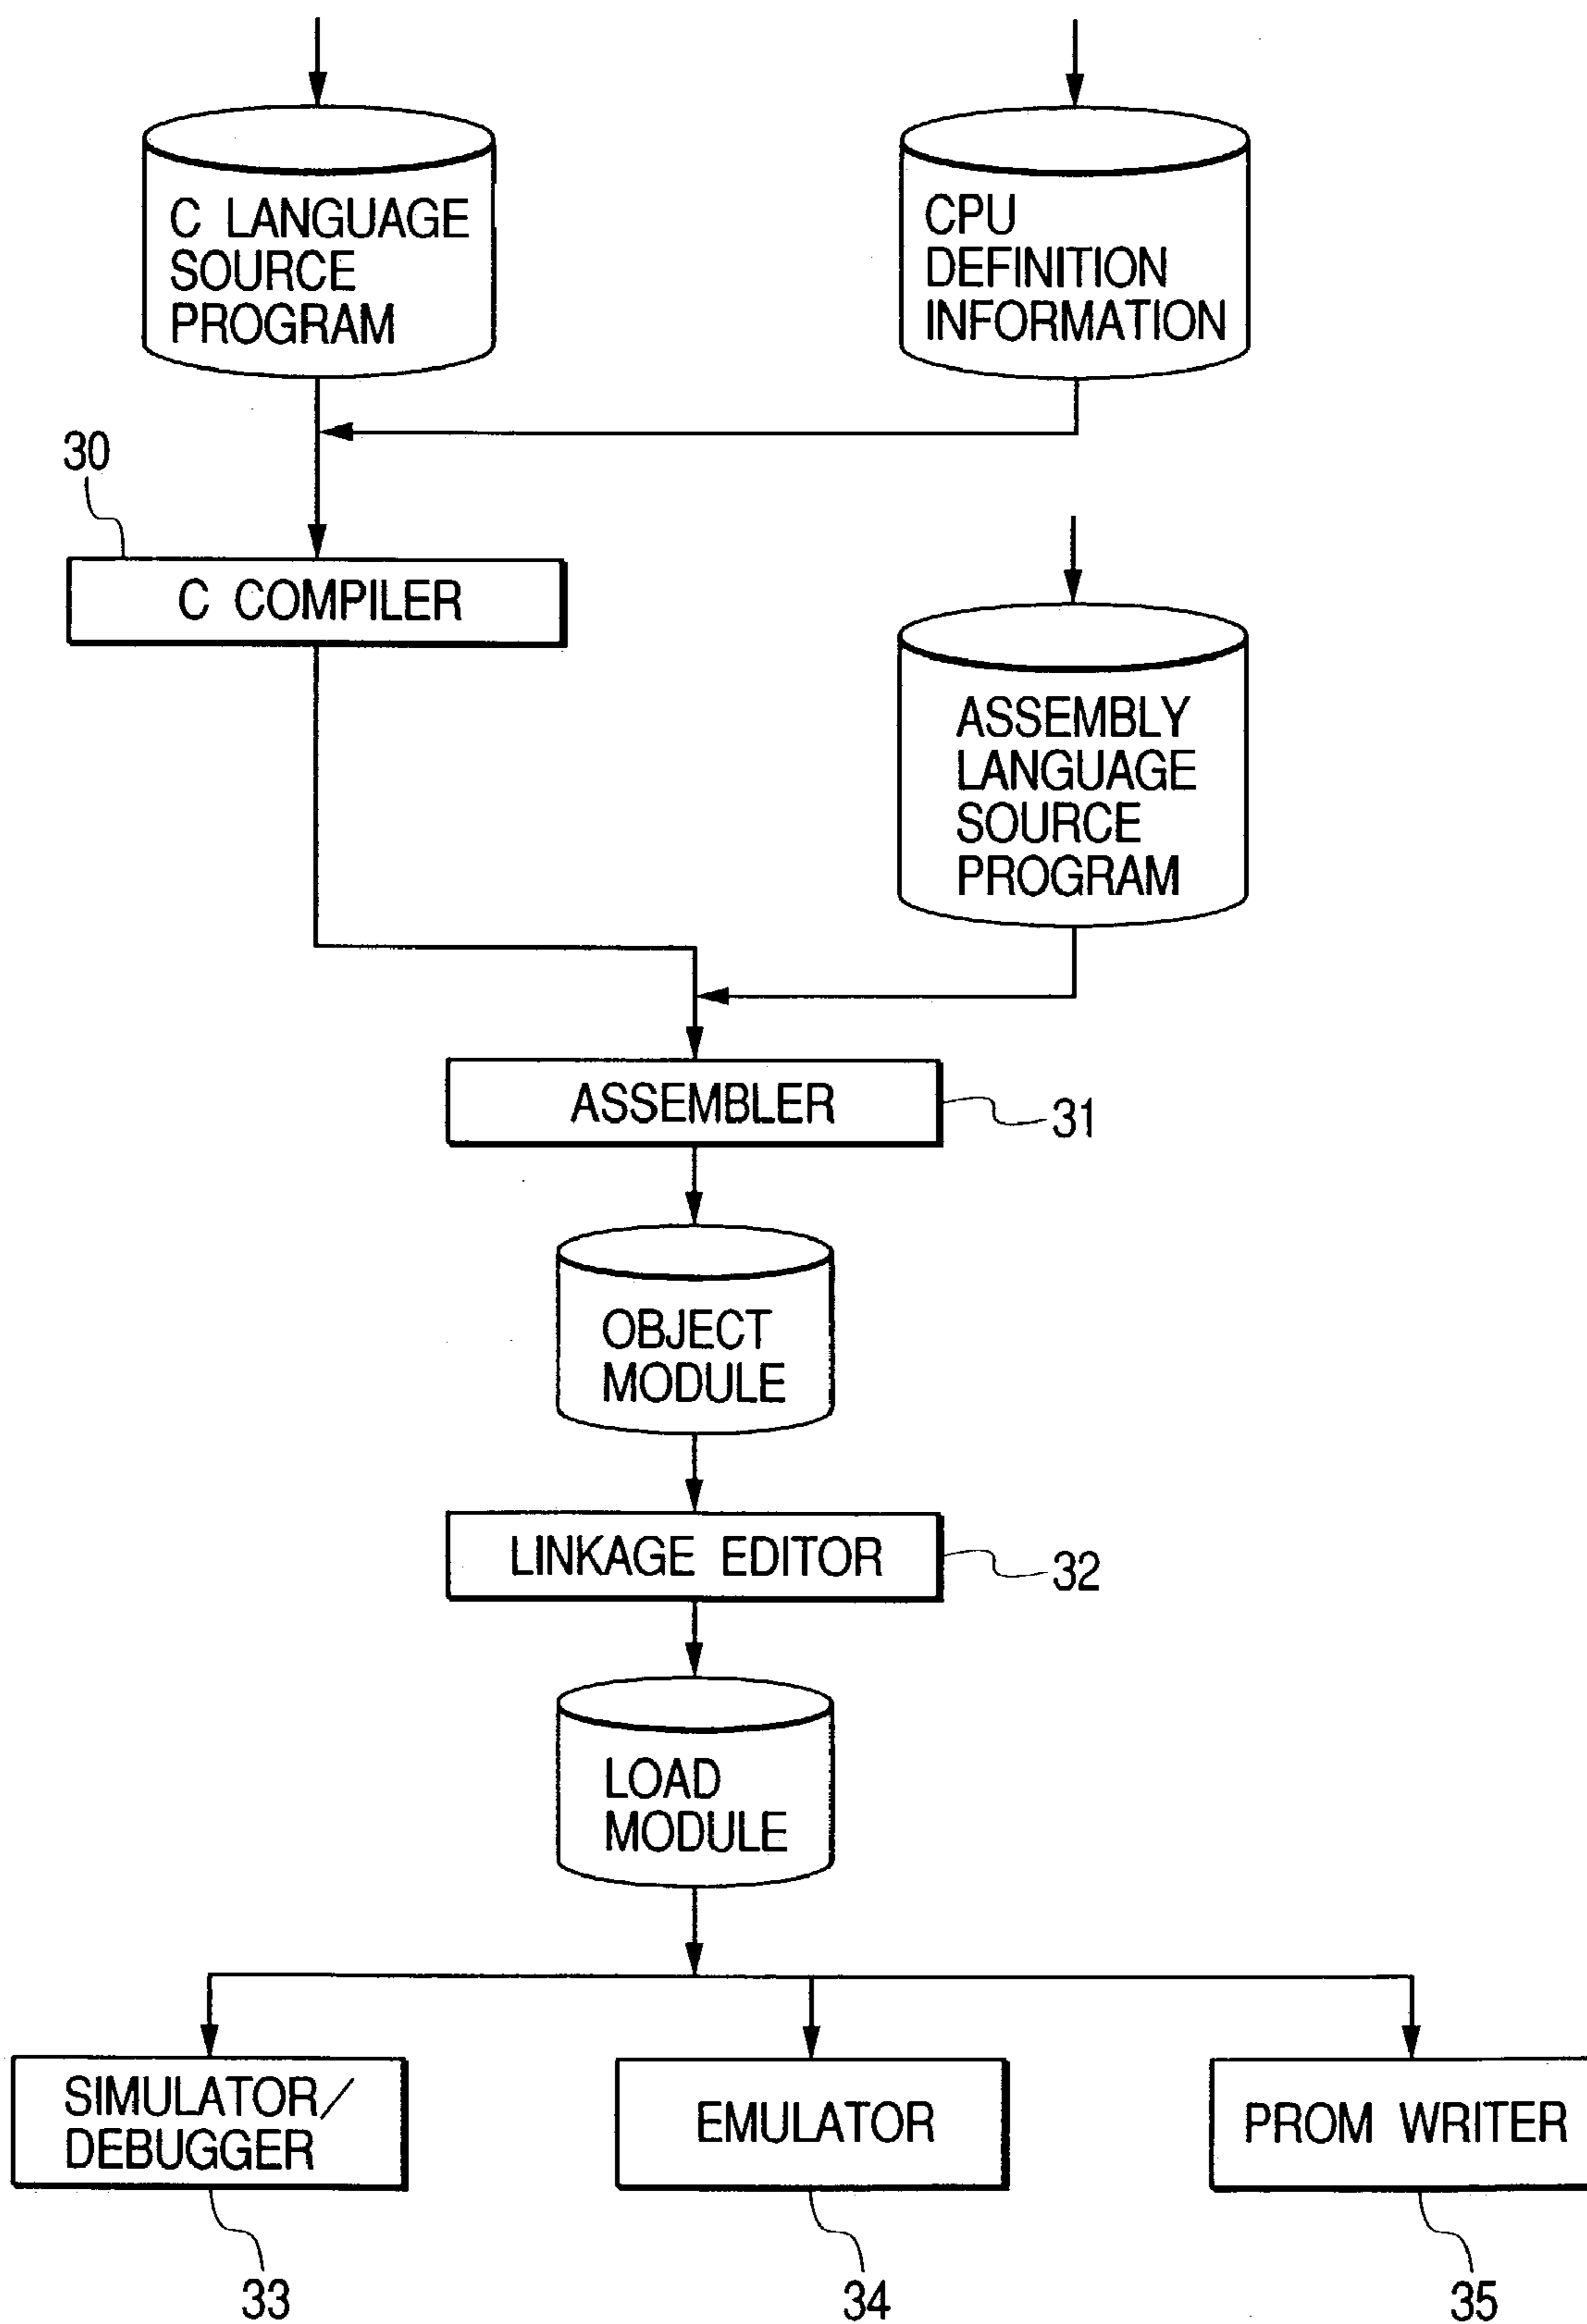 C LANGUAGE
SOURCE
PROGRAM
CPU
DEFINITION
INFORMATION
30
C COMPILER
ASSEMBLY
LANGUAGE
SOURCE
PROGRAM
ASSEMBLER
31
OBJECT
MODULE
LINKAGE EDITOR
32
LOAD
MODULE
SIMULATOR/
DEBUGGER
EMULATOR
PROM WRITER
33
34
35